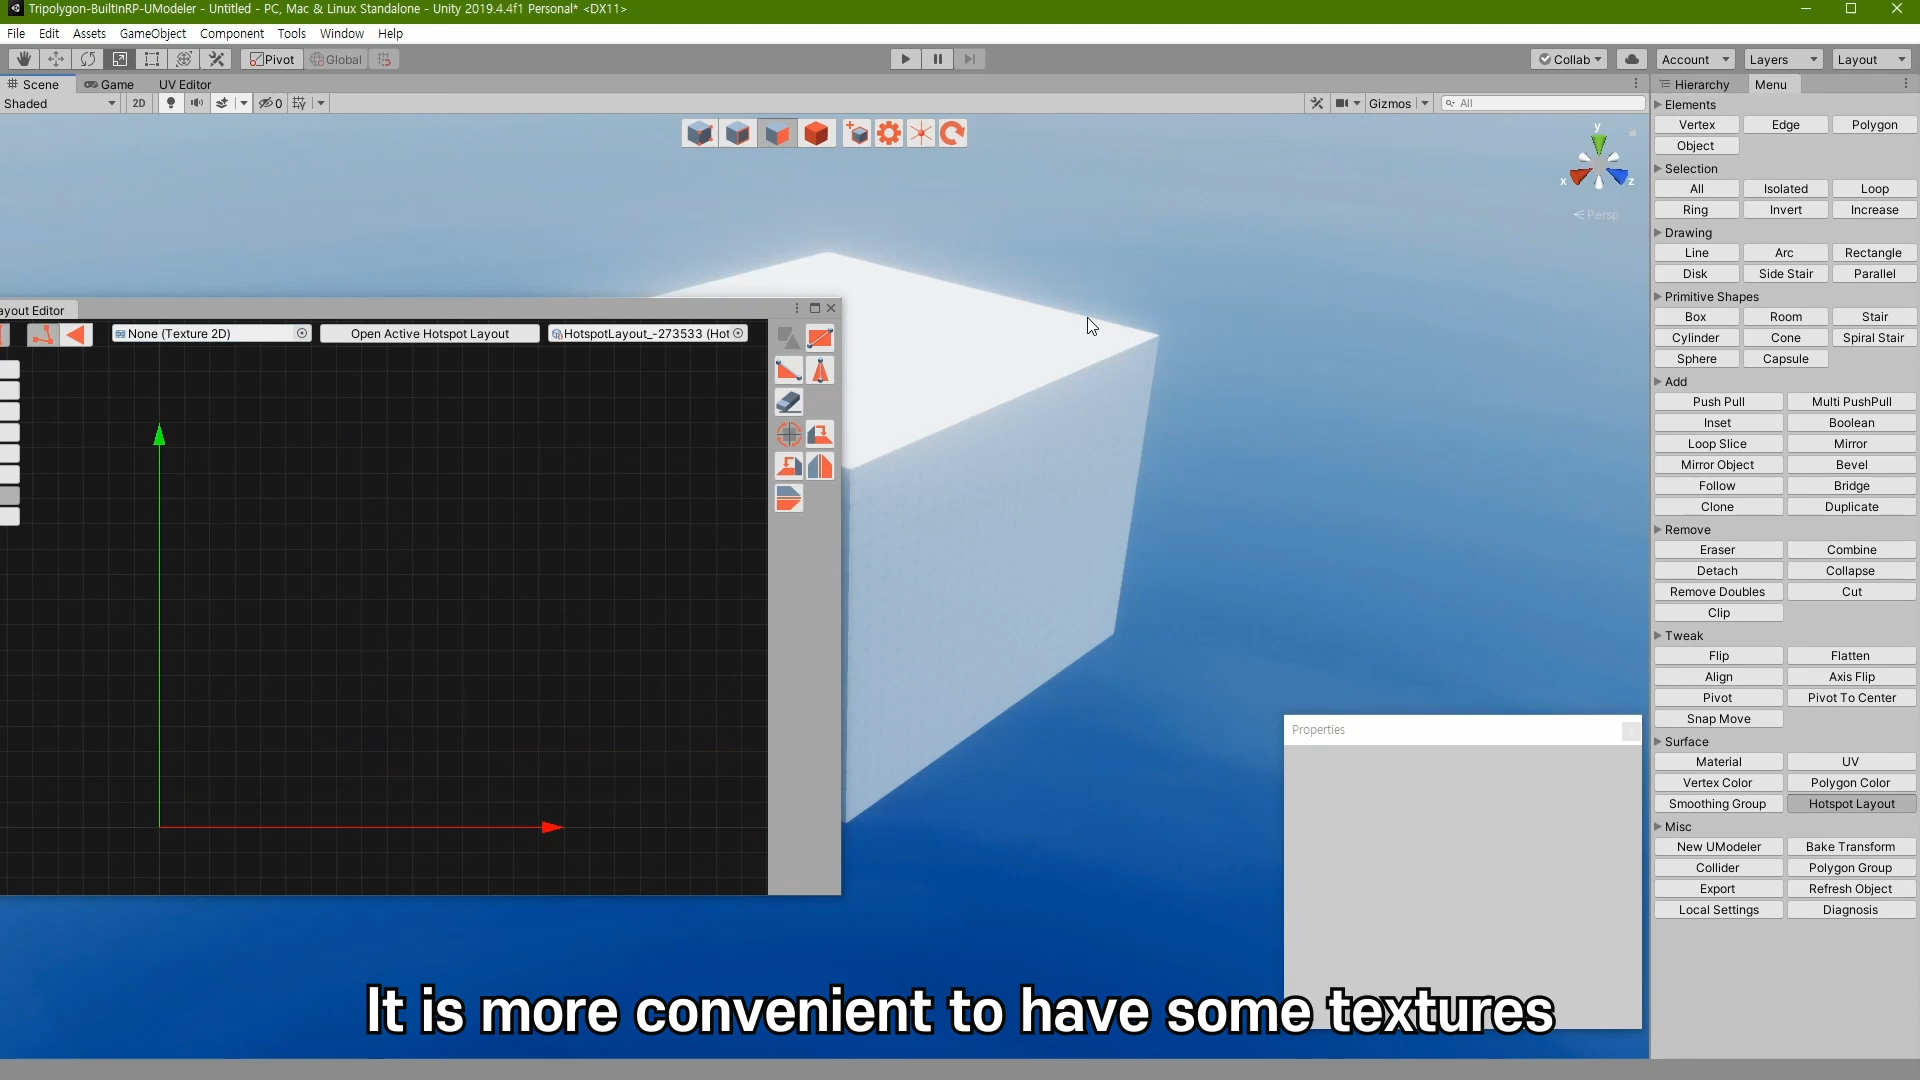 Tripolygon-BuiltInRP-UModeler - Untitled - PC, Mac & Linux Standalone - Unity 2019.4.4f1 Personal* <DX11>
File Edit Assets GameObject Component Tools Window Help
Pivot Global Collab Account Layers Layout
Scene Game UV Editor Hierarchy Menu
Shaded 2D 0 Gizmos All
Elements
Vertex Edge Polygon
Object
Selection
All Isolated Loop
Ring Invert Increase
Drawing
Line Arc Rectangle
Disk Side Stair Parallel
Primitive Shapes
Box Room Stair
Cylinder Cone Spiral Stair
Sphere Capsule
Add
Push Pull Multi PushPull
Inset Boolean
Loop Slice Mirror
Mirror Object Bevel
Follow Bridge
Clone Duplicate
Remove
Eraser Combine
Detach Collapse
Remove Doubles Cut
Clip
Tweak
Flip Flatten
Align Axis Flip
Pivot Pivot To Center
Snap Move
Surface
Material UV
Vertex Color Polygon Color
Smoothing Group Hotspot Layout
Misc
New UModeler Bake Transform
Collider Polygon Group
Export Refresh Object
Local Settings Diagnosis
y
x z
Persp
ayout Editor
None (Texture 2D) Open Active Hotspot Layout HotspotLayout_-273533 (Hot
Properties
It is more convenient to have some textures